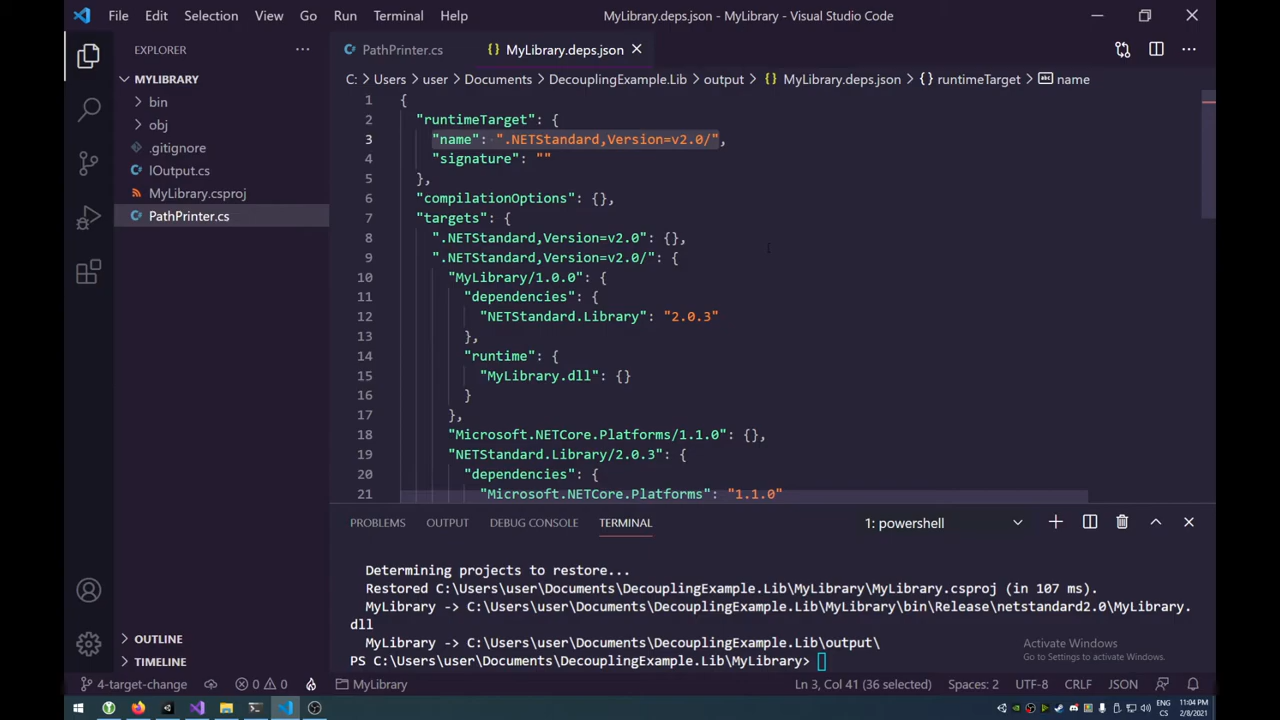 File Edit Selection View Go Run Terminal Help MyLibrary.deps.json - MyLibrary - Visual Studio Code
EXPLORER
PathPrinter.cs
{} MyLibrary.deps.json
MYLIBRARY
bin
obj
.gitignore
IOutput.cs
MyLibrary.csproj
PathPrinter.cs
OUTLINE
TIMELINE
C: > Users > user > Documents > DecouplingExample.Lib > output > {} MyLibrary.deps.json > {} runtimeTarget > abc name
1 {
2 "runtimeTarget": {
3 "name": ".NETStandard,Version=v2.0/",
4 "signature": ""
5 },
6 "compilationOptions": {},
7 "targets": {
8 ".NETStandard,Version=v2.0": {},
9 ".NETStandard,Version=v2.0/": {
10 "MyLibrary/1.0.0": {
11 "dependencies": {
12 "NETStandard.Library": "2.0.3"
13 },
14 "runtime": {
15 "MyLibrary.dll": {}
16 }
17 },
18 "Microsoft.NETCore.Platforms/1.1.0": {},
19 "NETStandard.Library/2.0.3": {
20 "dependencies": {
21 "Microsoft.NETCore.Platforms": "1.1.0"
PROBLEMS OUTPUT DEBUG CONSOLE TERMINAL 1: powershell
Determining projects to restore...
Restored C:\Users\user\Documents\DecouplingExample.Lib\MyLibrary\MyLibrary.csproj (in 107 ms).
MyLibrary -> C:\Users\user\Documents\DecouplingExample.Lib\MyLibrary\bin\Release\netstandard2.0\MyLibrary.
dll
MyLibrary -> C:\Users\user\Documents\DecouplingExample.Lib\output\
PS C:\Users\user\Documents\DecouplingExample.Lib\MyLibrary>
Activate Windows
Go to Settings to activate Windows.
4-target-change 0 0 MyLibrary Ln 3, Col 41 (36 selected) Spaces: 2 UTF-8 CRLF JSON
ENG
CS
11:04 PM
2/8/2021